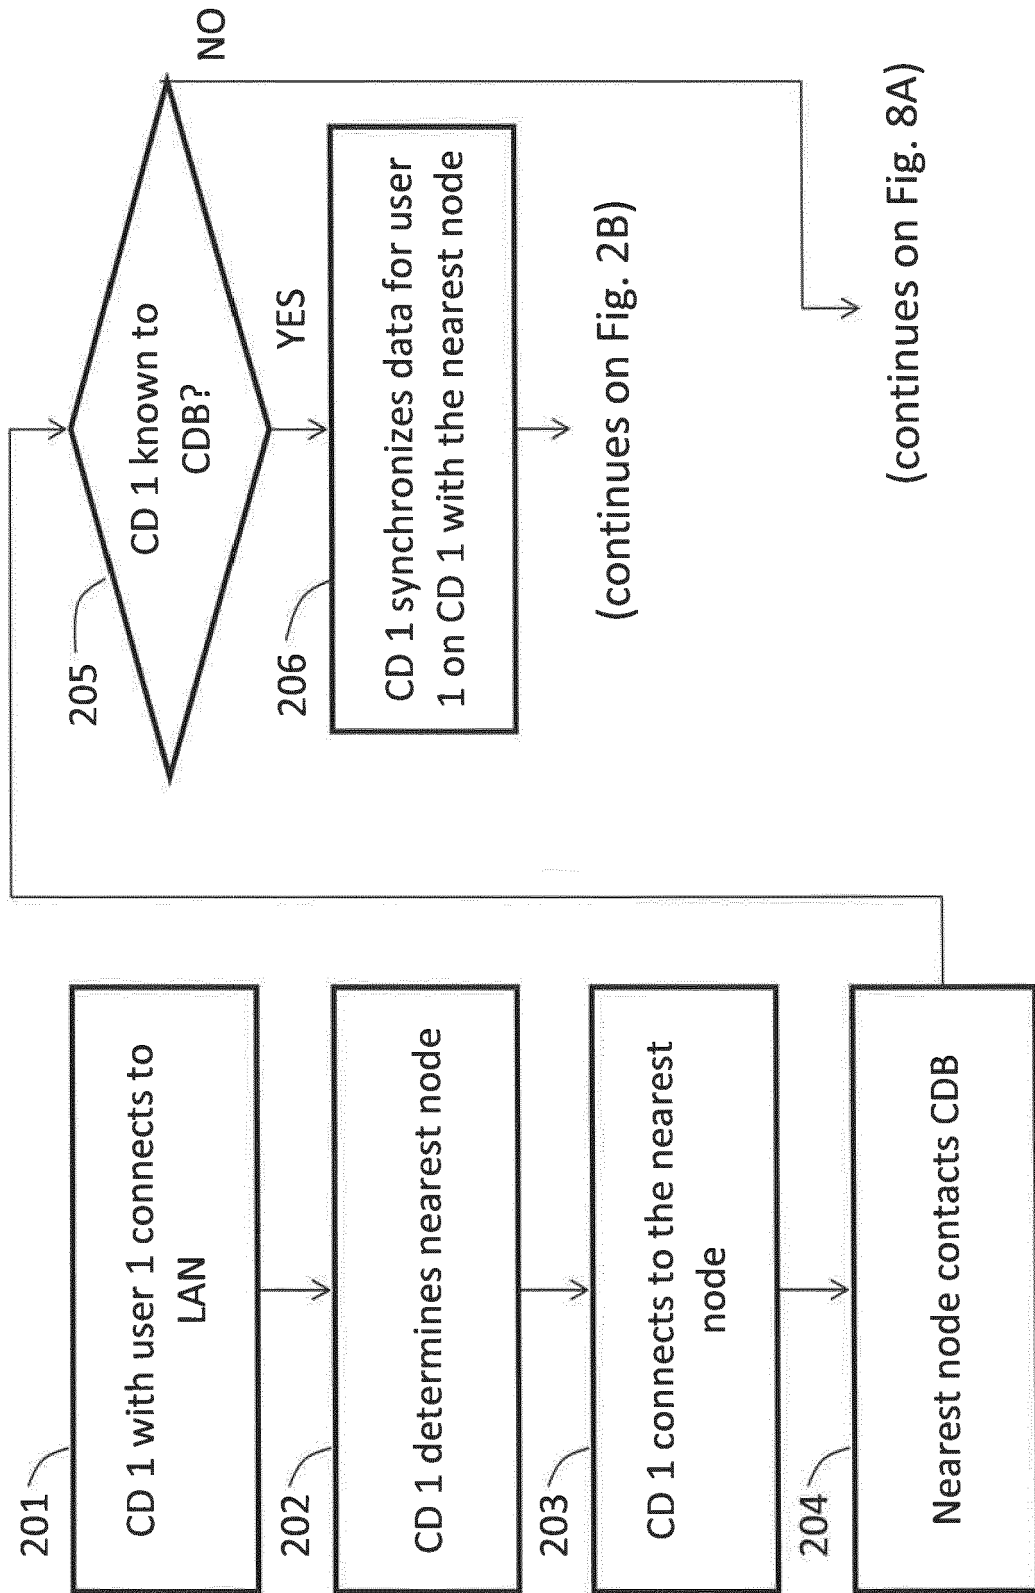 201
CD 1 with user 1 connects to
LAN
202
CD 1 determines nearest node
203
CD 1 connects to the nearest
node
204
Nearest node contacts CDB
205
CD 1 known to
CDB?
NO
YES
206
CD 1 synchronizes data for user
1 on CD 1 with the nearest node
(continues on Fig. 2B)
(continues on Fig. 8A)